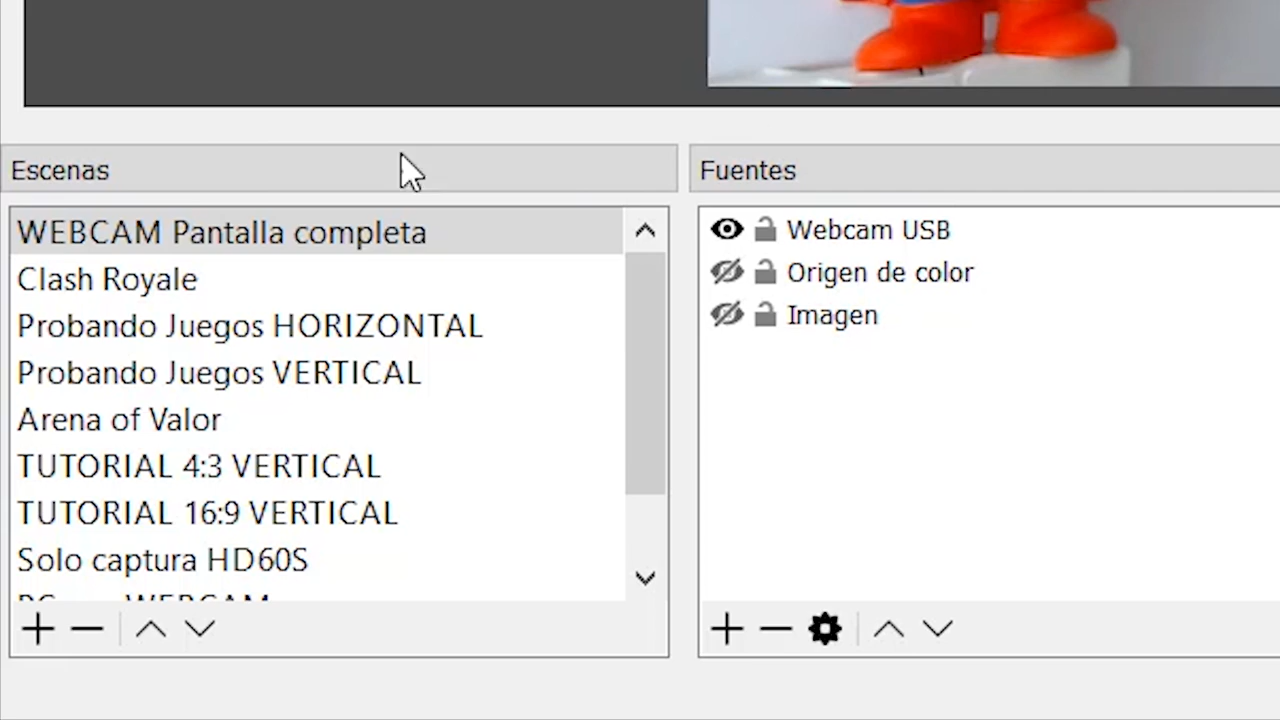 Escenas
WEBCAM Pantalla completa
Clash Royale
Probando Juegos HORIZONTAL
Probando Juegos VERTICAL
Arena of Valor
TUTORIAL 4:3 VERTICAL
TUTORIAL 16:9 VERTICAL
Solo captura HD60S
WEBCAM
Fuentes
Webcam USB
Origen de color
Imagen